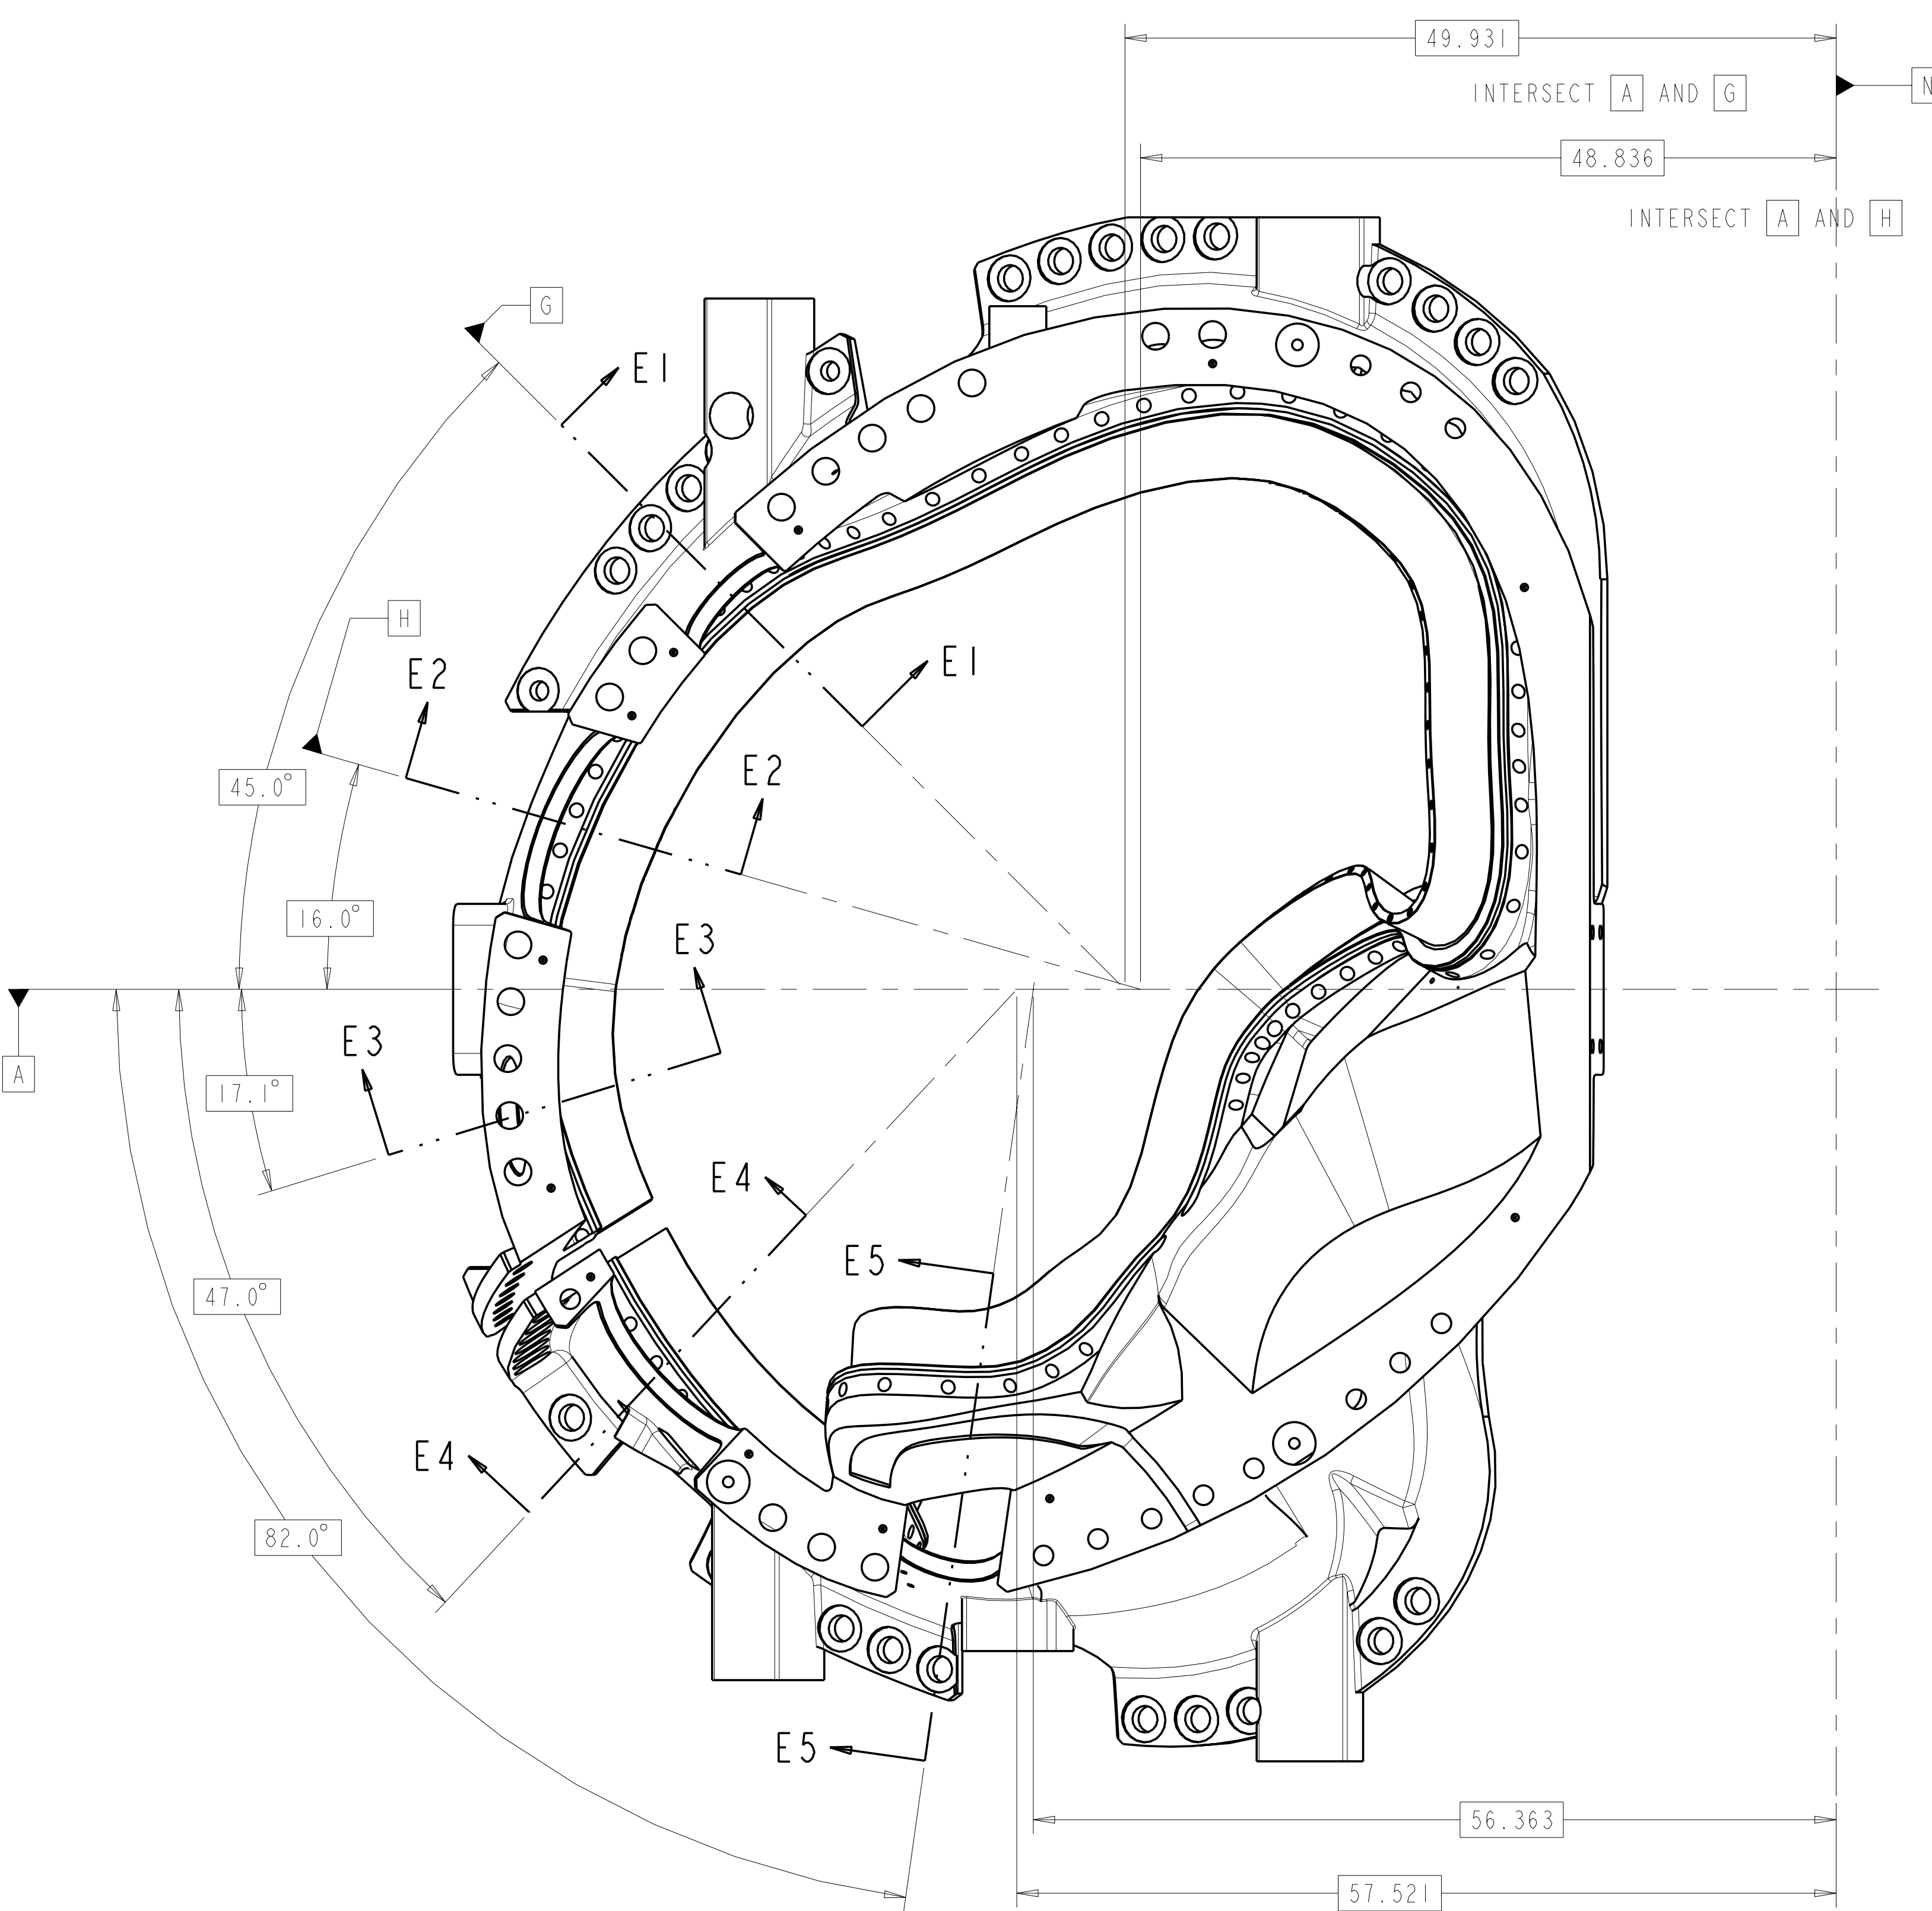 49.931
N
INTERSECT A AND G
48.836
INTERSECT A AND H
G
E1
H
E2
E1
45.0°
E2
16.0°
E3
E3
A
17.1°
E4
E5
47.0°
E4
82.0°
E5
56.363
57.521